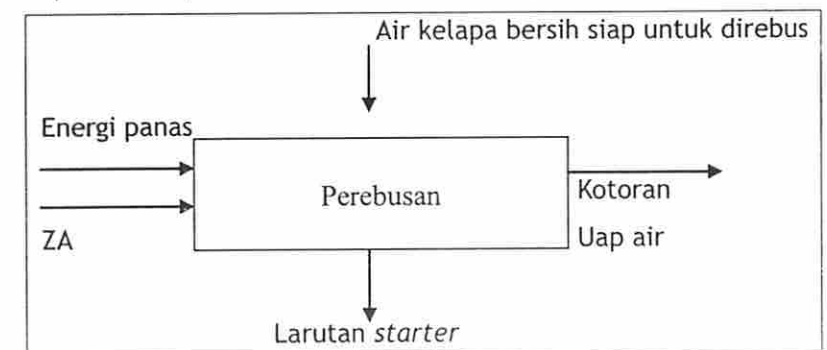 Air kelapa bersih siap untuk direbus
Energi panas
Perebusan
Kotoran
ZA
Uap air
Larutan starter